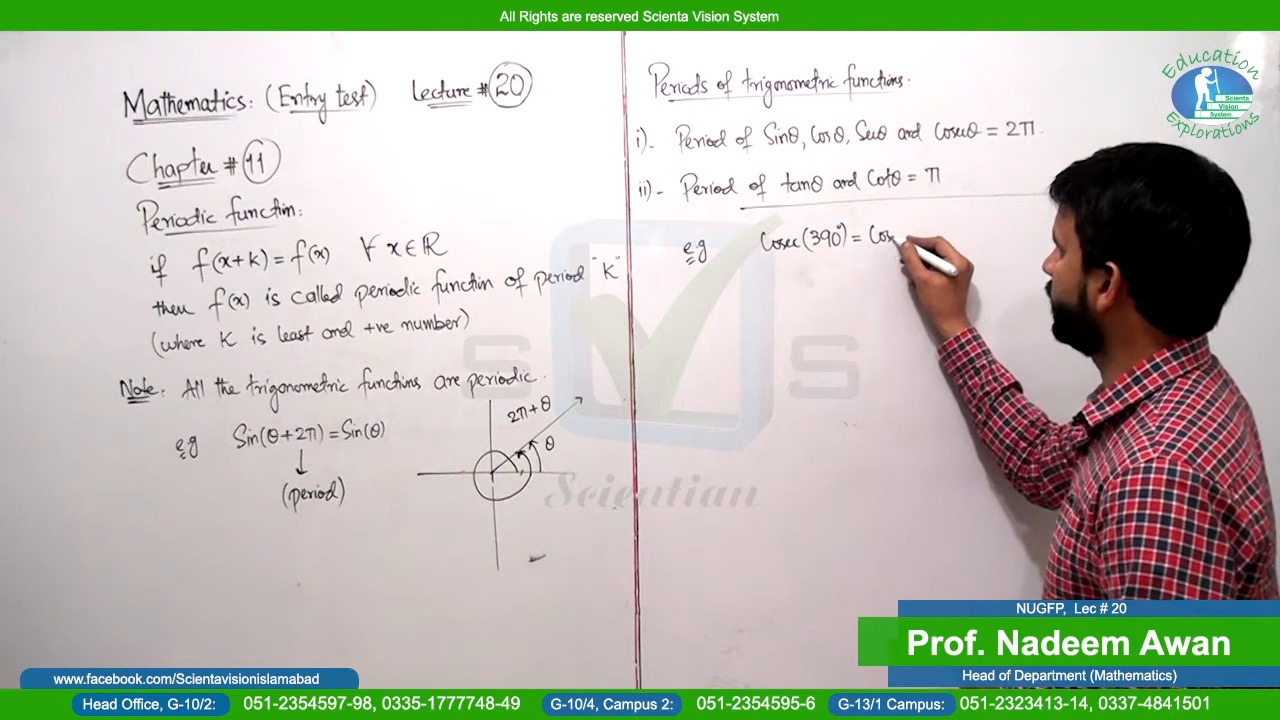 All Rights are reserved Scienta Vision System
Mathematics: (Entry test) Lecture # 20
Chapter # 11
Periodic function:
if f(x+k) = f(x) ∀ x ∈ ℝ
then f(x) is called periodic function of period "K"
(where K is least and +ve number)
Note: All the trigonometric functions are periodic.
e.g Sin(θ+2π) = Sin(θ)
↓
(period)
2π+θ
θ
Periods of trigonometric functions.
i)- Period of Sinθ, Cosθ, Secθ and Cosecθ = 2π.
ii)- Period of tanθ and Cotθ = π
e.g Cosec(390°) = Cos
Education
Explorations
Scienta
Vision
System
S V S
Scientian
NUGFP, Lec # 20
Prof. Nadeem Awan
Head of Department (Mathematics)
www.facebook.com/Scientavisionislamabad
Head Office, G-10/2: 051-2354597-98, 0335-1777748-49 G-10/4, Campus 2: 051-2354595-6 G-13/1 Campus: 051-2323413-14, 0337-4841501